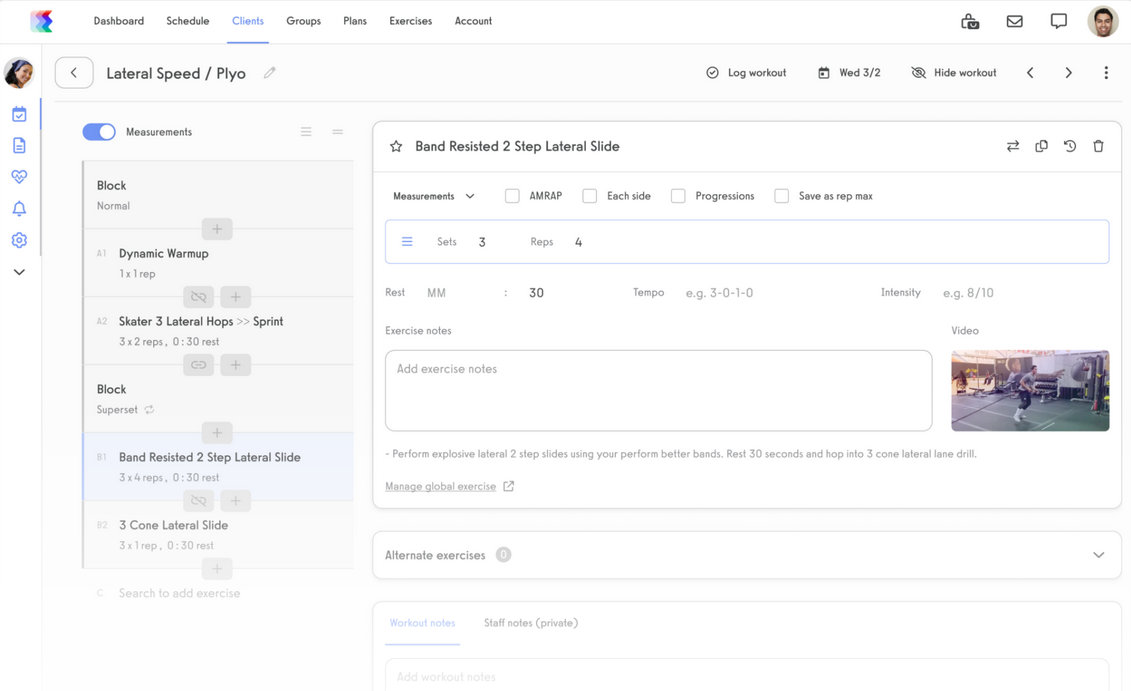 Dashboard Schedule Clients Groups Plans Exercises Account
Lateral Speed / Plyo
Log workout Wed 3/2 Hide workout
Measurements
Block
Normal
A1 Dynamic Warmup
1 x 1 rep
A2 Skater 3 Lateral Hops >> Sprint
3 x 2 reps , 0 : 30 rest
Block
Superset
B1 Band Resisted 2 Step Lateral Slide
3 x 4 reps , 0 : 30 rest
B2 3 Cone Lateral Slide
3 x 1 rep , 0 : 30 rest
C Search to add exercise
Band Resisted 2 Step Lateral Slide
Measurements AMRAP Each side Progressions Save as rep max
Sets 3 Reps 4
Rest MM : 30 Tempo e.g. 3-0-1-0 Intensity e.g. 8/10
Exercise notes Video
Add exercise notes
- Perform explosive lateral 2 step slides using your perform better bands. Rest 30 seconds and hop into 3 cone lateral lane drill.
Manage global exercise
Alternate exercises 0
Workout notes Staff notes (private)
Add workout notes